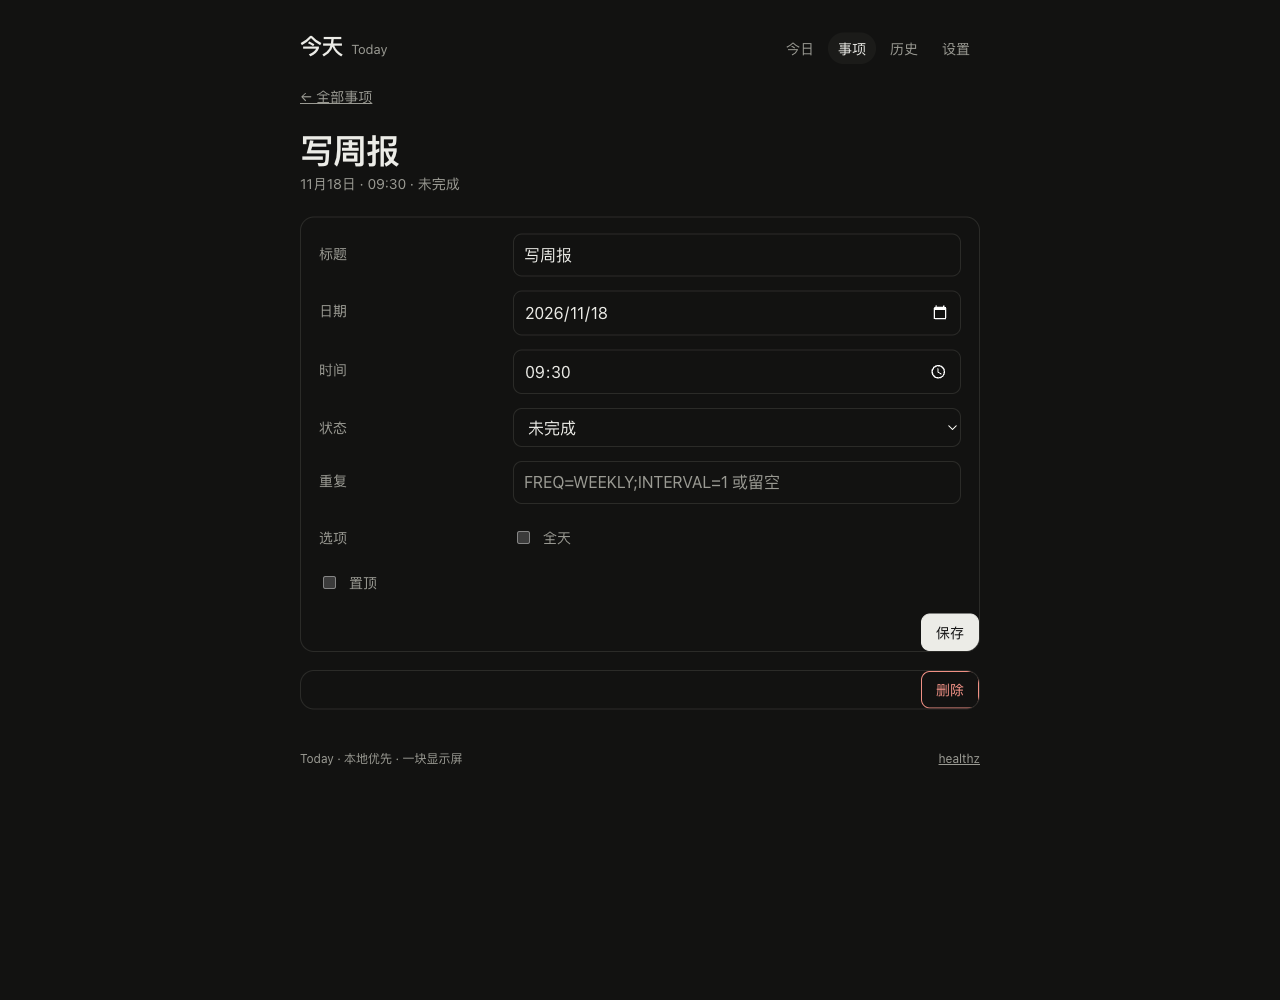 今天 Today 今日 事项 历史 设置
← 全部事项
写周报
11月18日 · 09:30 · 未完成
标题 写周报
日期 2026/11/18
时间 09:30
状态 未完成
重复 FREQ=WEEKLY;INTERVAL=1 或留空
选项 全天
置顶
保存
删除
Today · 本地优先 · 一块显示屏 healthz